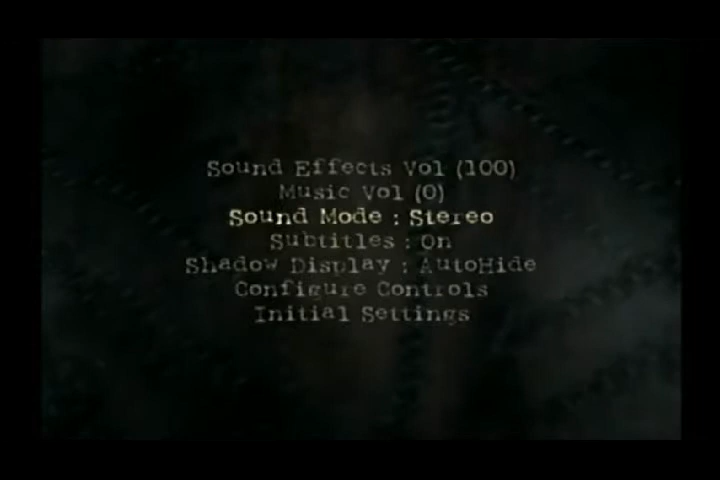 Sound Effects Vol (100)
Music Vol (0)
Sound Mode : Stereo
Subtitles : On
Shadow Display : AutoHide
Configure Controls
Initial Settings